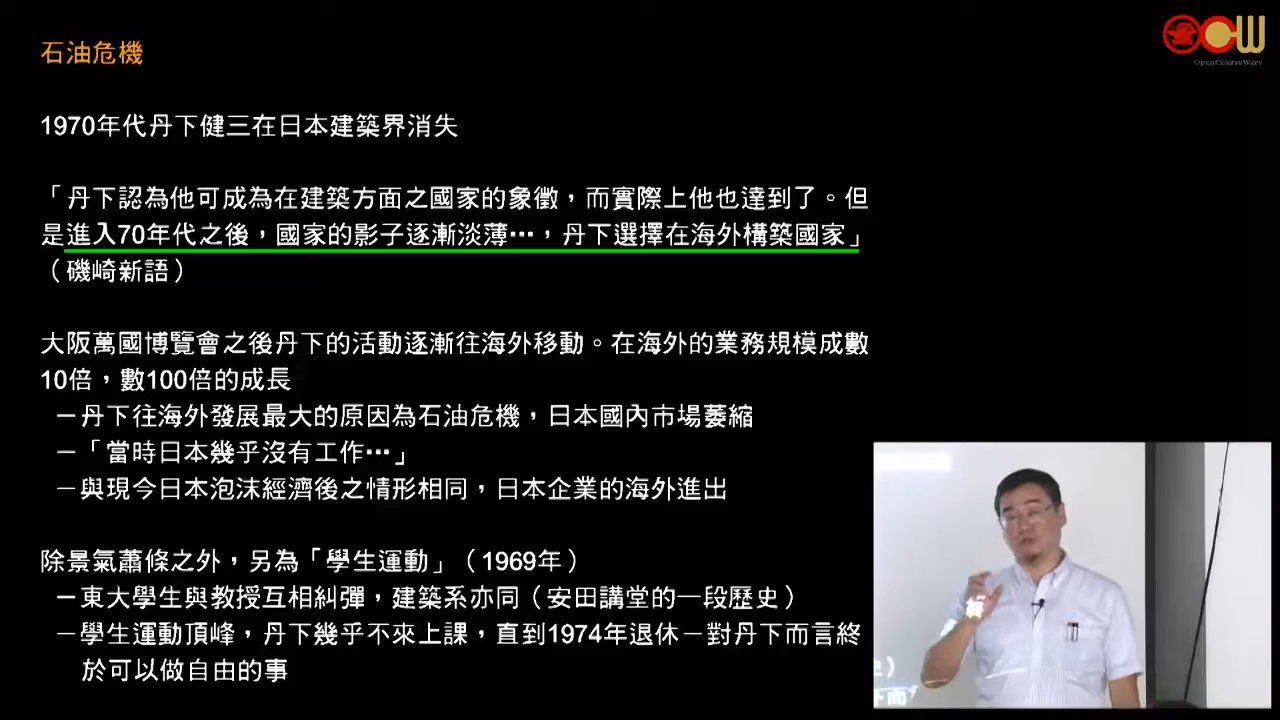 石油危機
OpenCourseWare
1970年代丹下健三在日本建築界消失
「丹下認為他可成為在建築方面之國家的象徵，而實際上他也達到了。但
是進入70年代之後，國家的影子逐漸淡薄⋯，丹下選擇在海外構築國家」
（磯崎新語）
大阪萬國博覽會之後丹下的活動逐漸往海外移動。在海外的業務規模成數
10倍，數100倍的成長
－丹下往海外發展最大的原因為石油危機，日本國內市場萎縮
－「當時日本幾乎沒有工作⋯」
－與現今日本泡沫經濟後之情形相同，日本企業的海外進出
除景氣蕭條之外，另為「學生運動」（1969年）
－東大學生與教授互相糾彈，建築系亦同（安田講堂的一段歷史）
－學生運動頂峰，丹下幾乎不來上課，直到1974年退休－對丹下而言終
於可以做自由的事